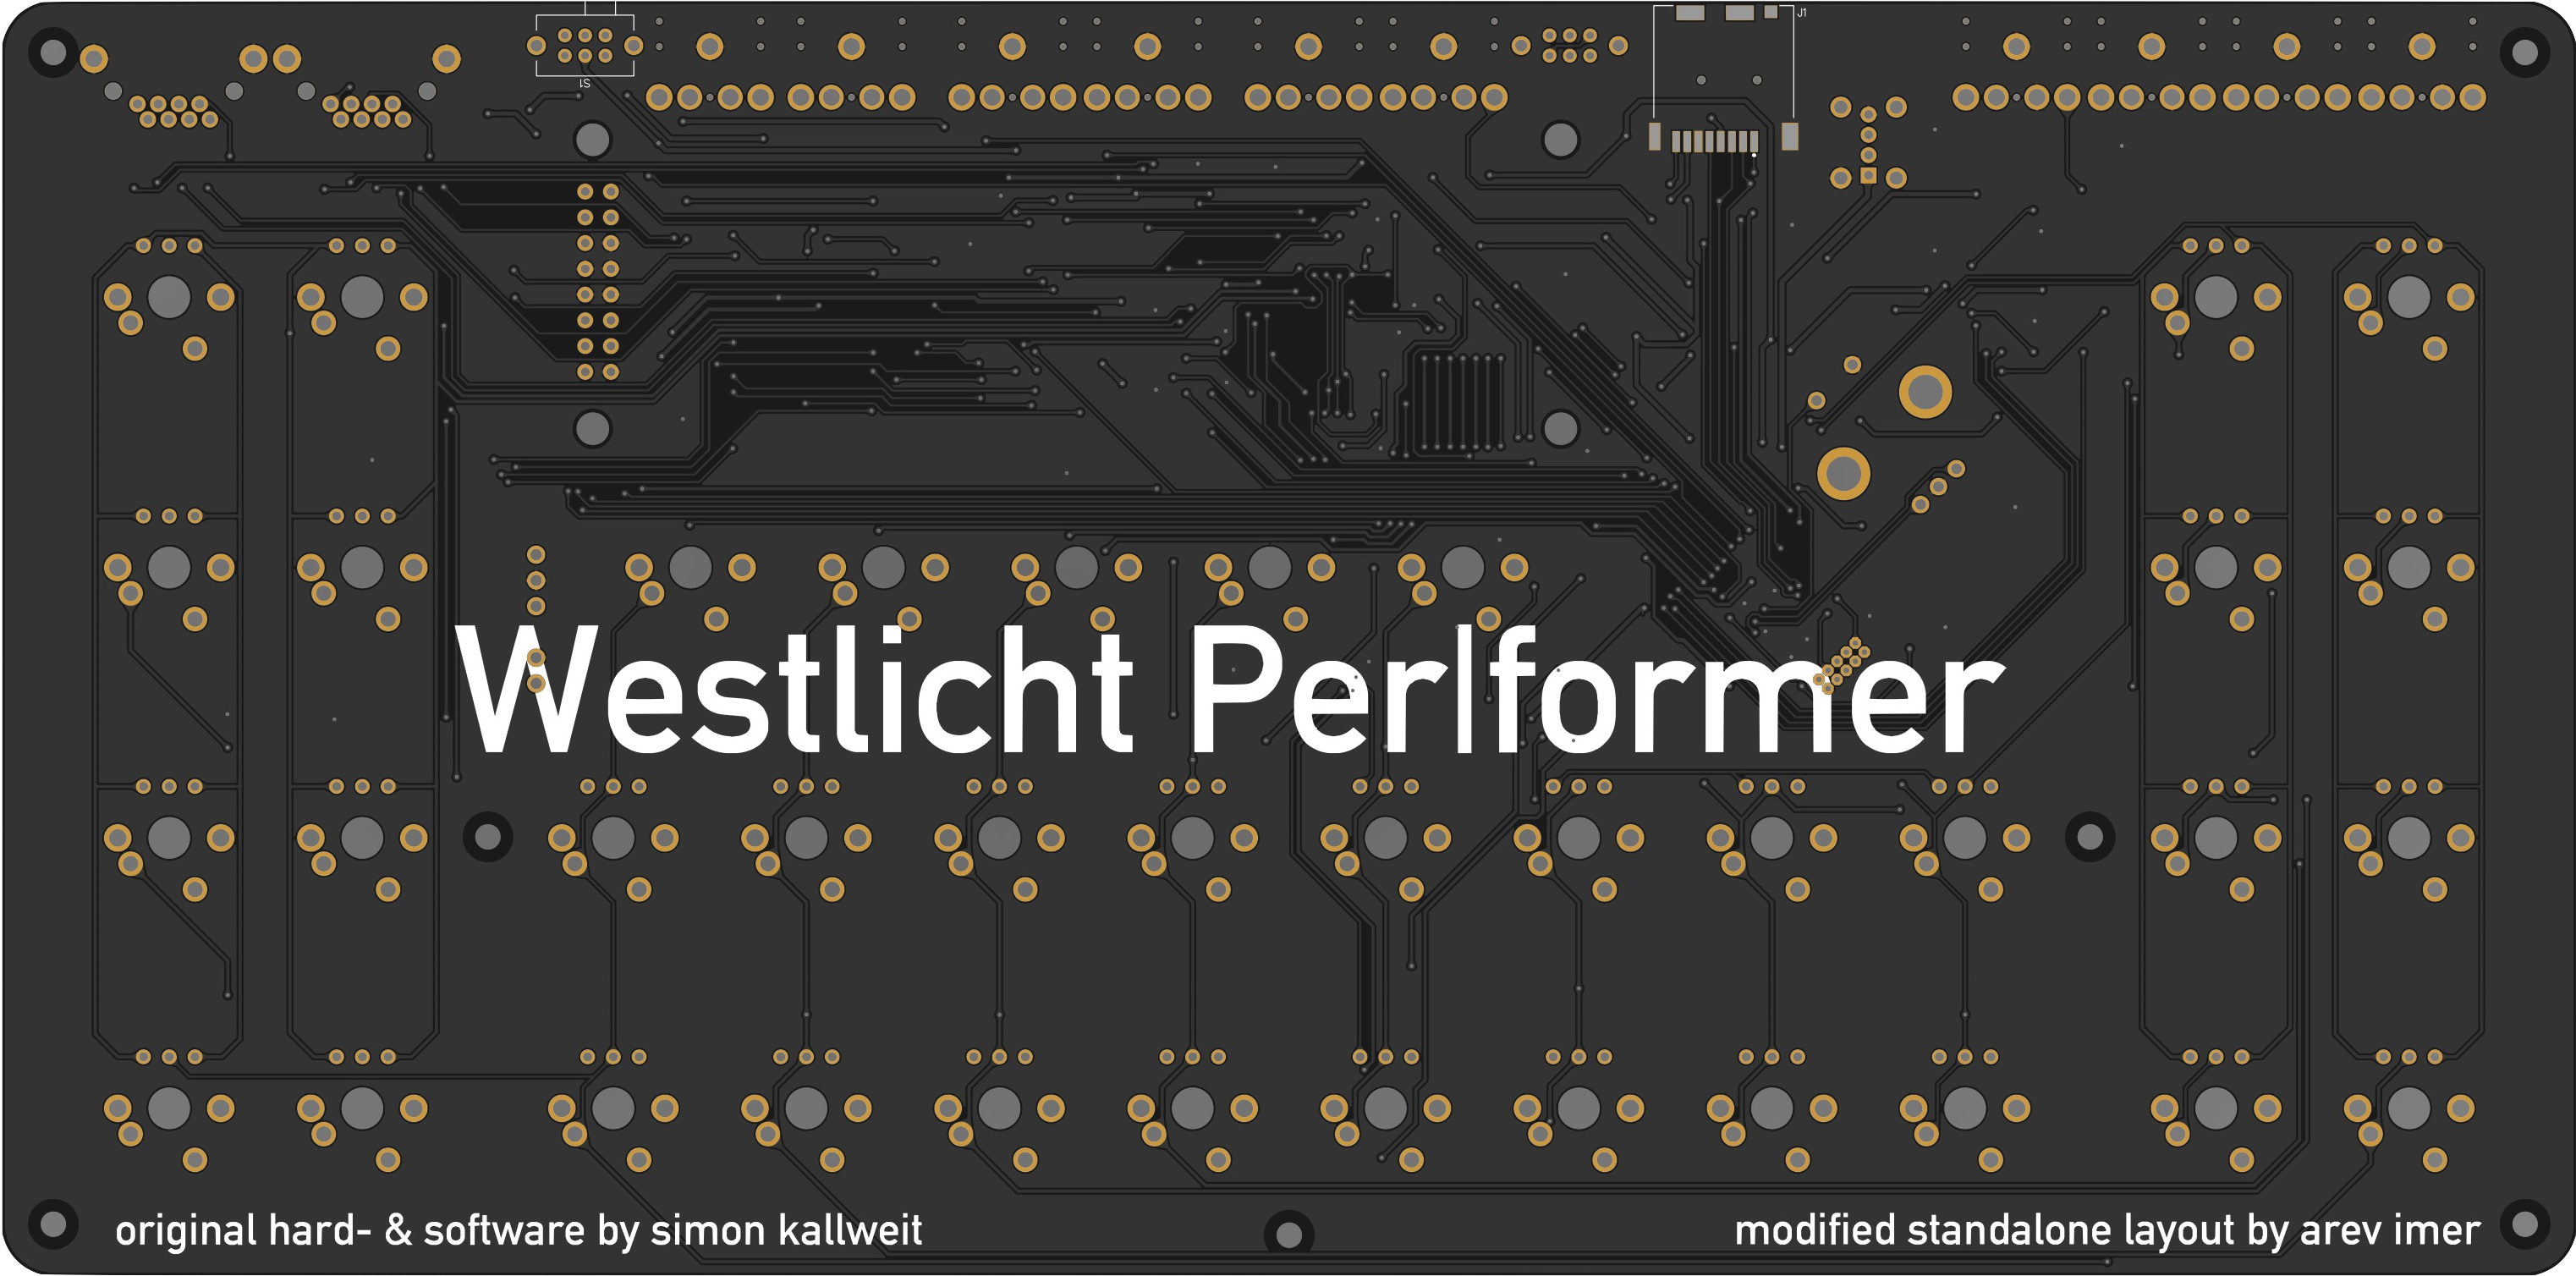 S1
J1
Westlicht Per|former
original hard- & software by simon kallweit
modified standalone layout by arev imer